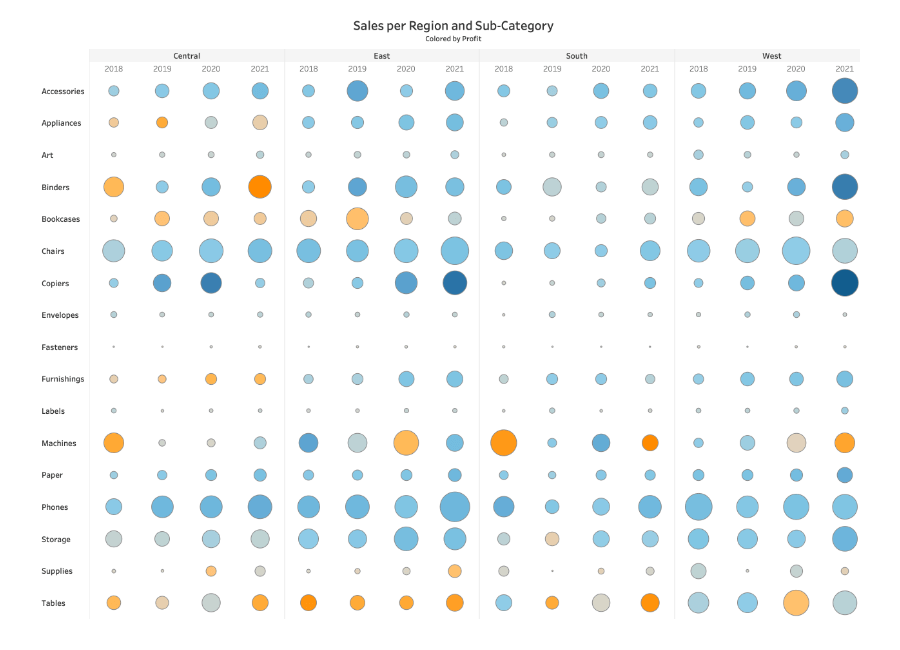 Sales per Region and Sub-Category
Colored by Profit
Central East South West
2018 2019 2020 2021 2018 2019 2020 2021 2018 2019 2020 2021 2018 2019 2020 2021
Accessories
Appliances
Art
Binders
Bookcases
Chairs
Copiers
Envelopes
Fasteners
Furnishings
Labels
Machines
Paper
Phones
Storage
Supplies
Tables